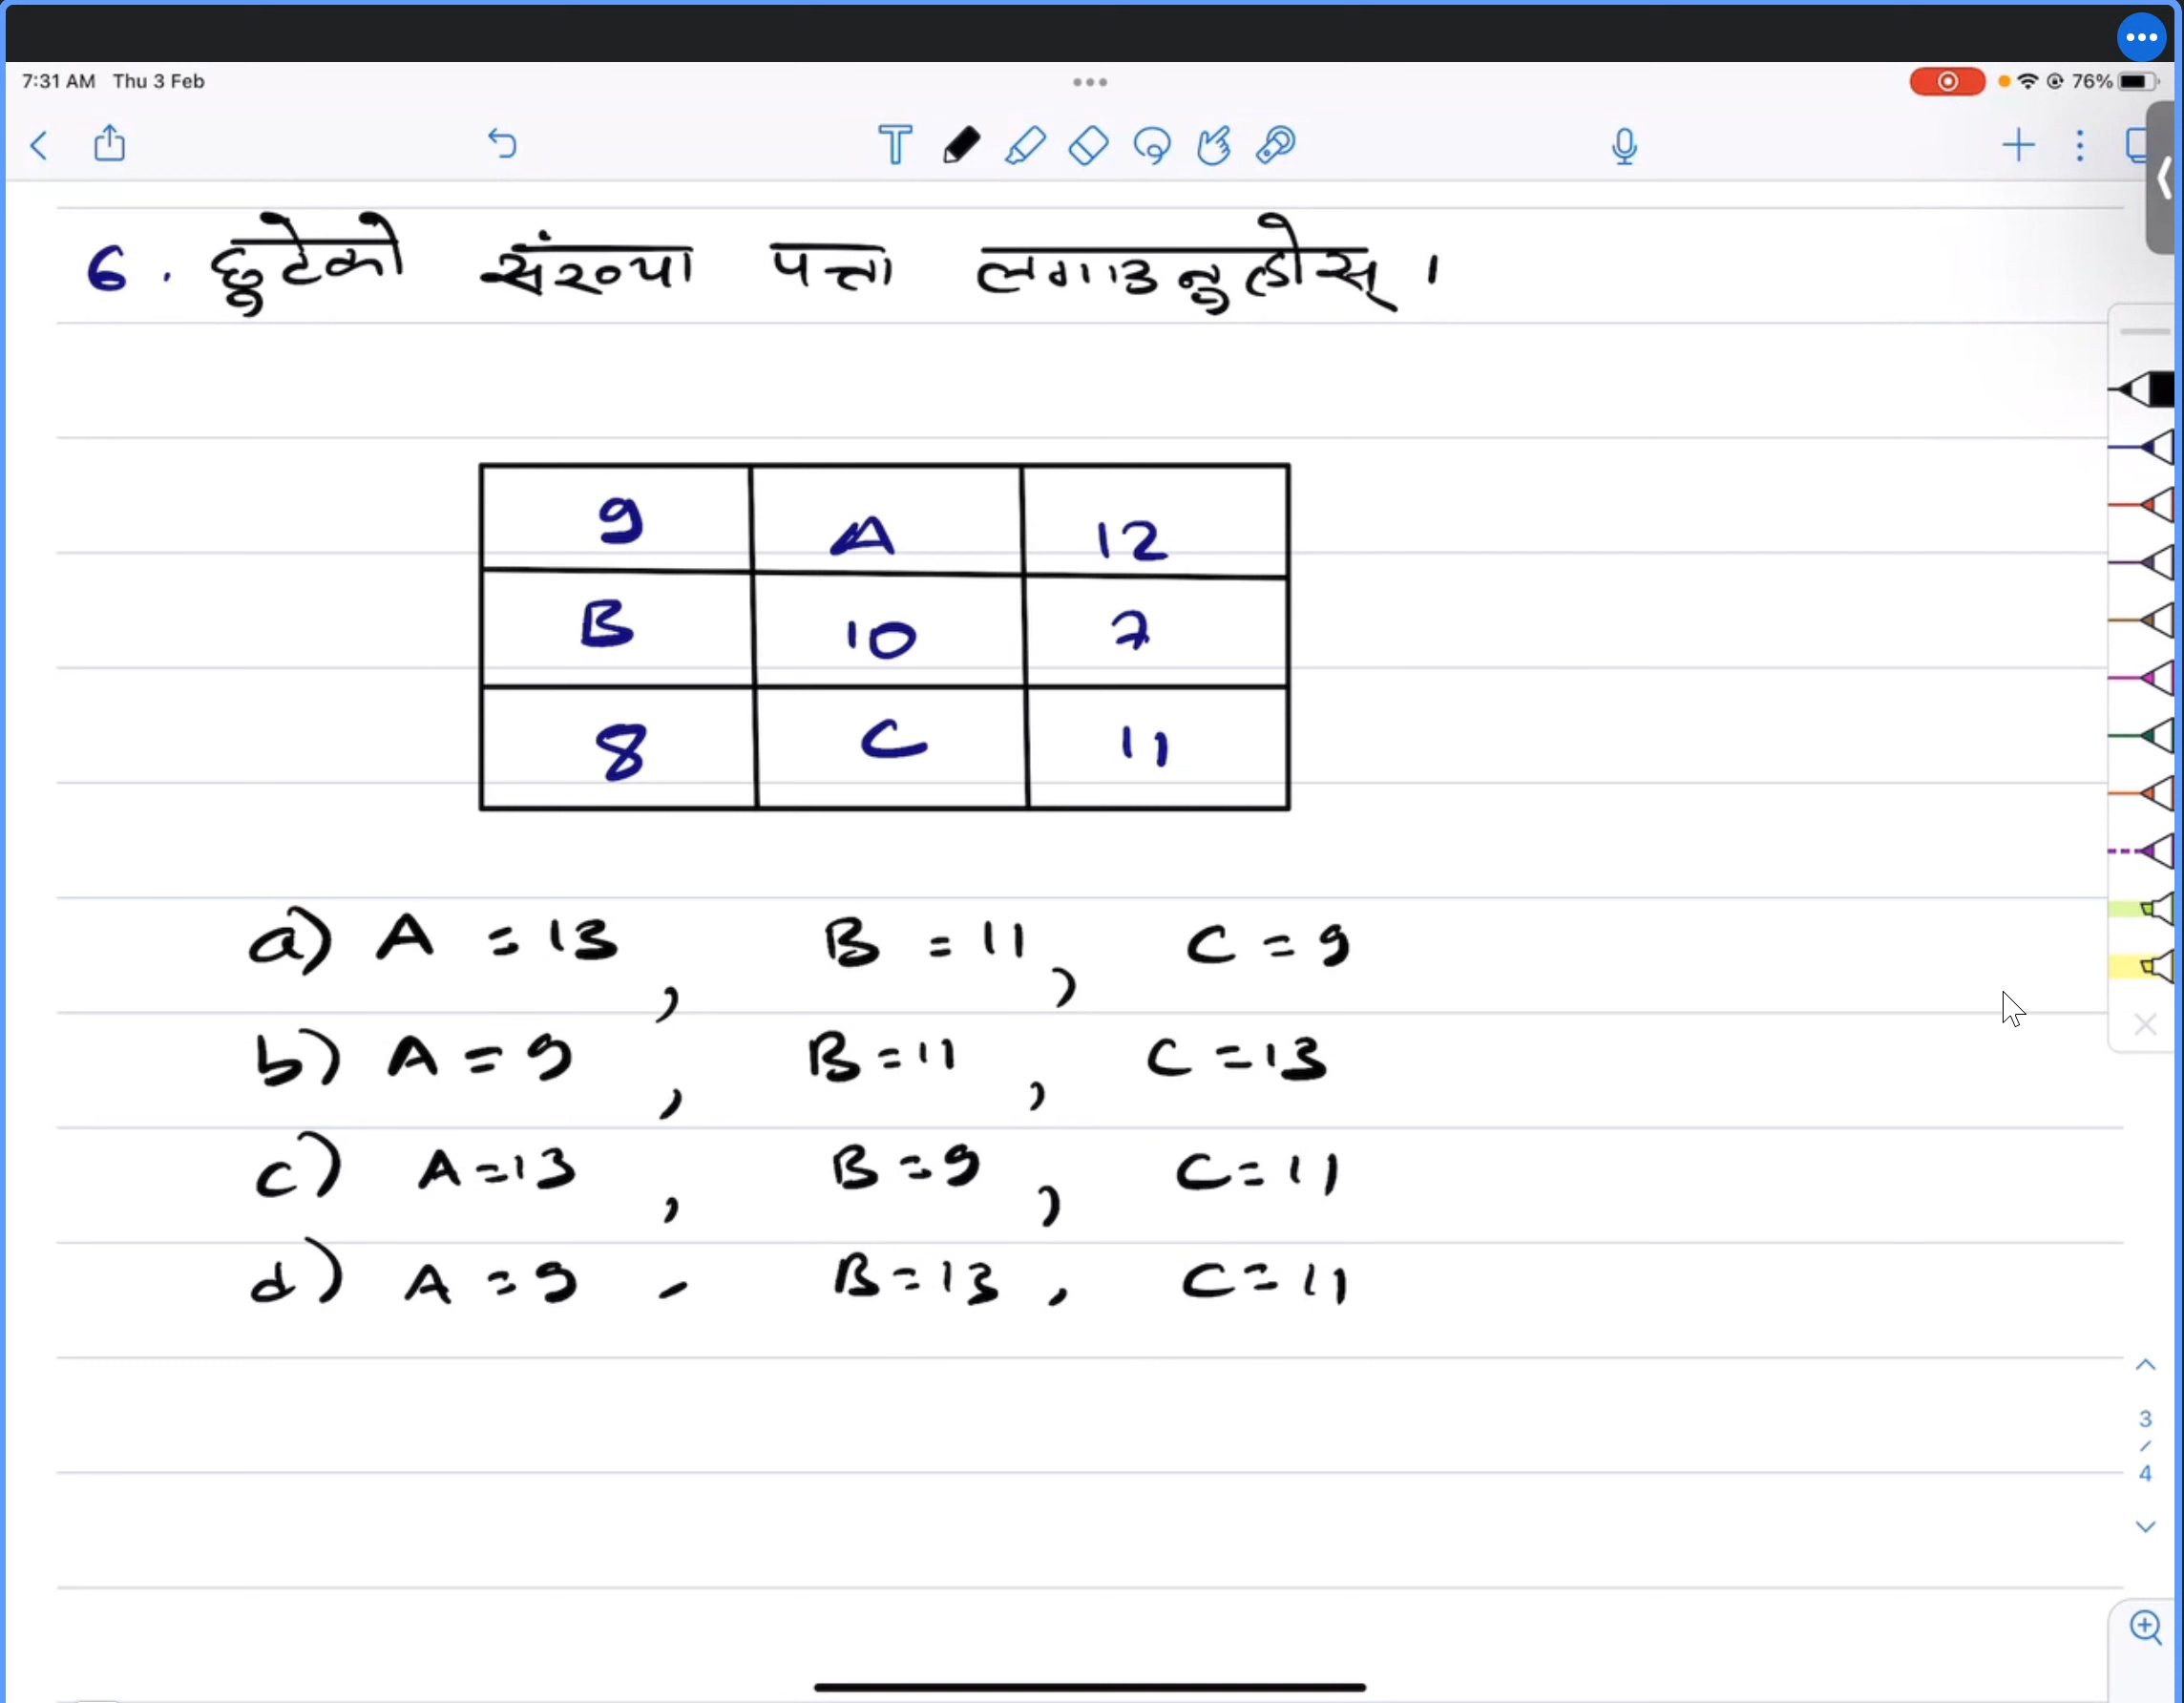 7:31 AM Thu 3 Feb
76%
6. छुटेको संख्या पत्ता लगाउनुहोस् ।
9 A 12
B 10 7
8 C 11
a) A = 13, B = 11, C = 9
b) A = 9, B = 11, C = 13
c) A = 13, B = 9, C = 11
d) A = 9, B = 13, C = 11
3
/
4